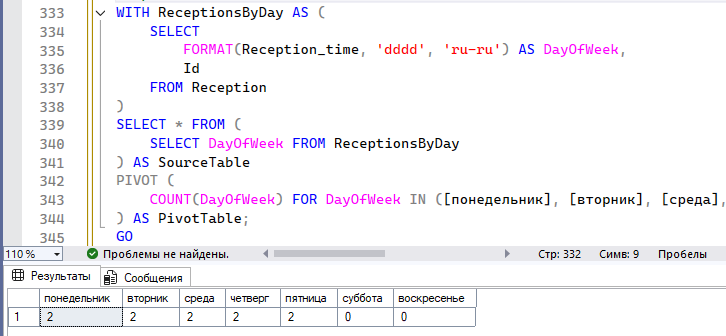 333 WITH ReceptionsByDay AS (
334 SELECT
335 FORMAT(Reception_time, 'dddd', 'ru-ru') AS DayOfWeek,
336 Id
337 FROM Reception
338 )
339 SELECT * FROM (
340 SELECT DayOfWeek FROM ReceptionsByDay
341 ) AS SourceTable
342 PIVOT (
343 COUNT(DayOfWeek) FOR DayOfWeek IN ([понедельник], [вторник], [среда],
344 ) AS PivotTable;
345 GO
110 % Проблемы не найдены. Стр: 332 Симв: 9 Пробелы
Результаты Сообщения
понедельник вторник среда четверг пятница суббота воскресенье
1 2 2 2 2 2 0 0